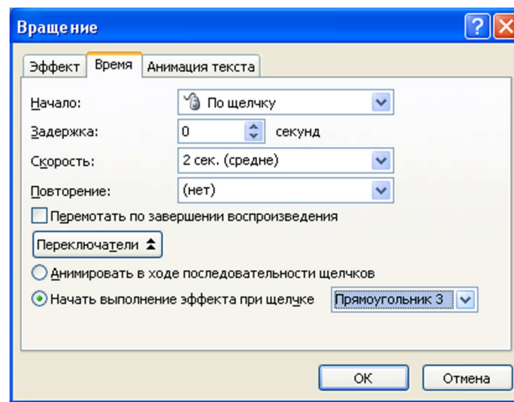 Вращение
Эффект Время Анимация текста
Начало: По щелчку
Задержка: 0 секунд
Скорость: 2 сек. (средне)
Повторение: (нет)
Перемотать по завершении воспроизведения
Переключатели
Анимировать в ходе последовательности щелчков
Начать выполнение эффекта при щелчке Прямоугольник 3
ОК Отмена